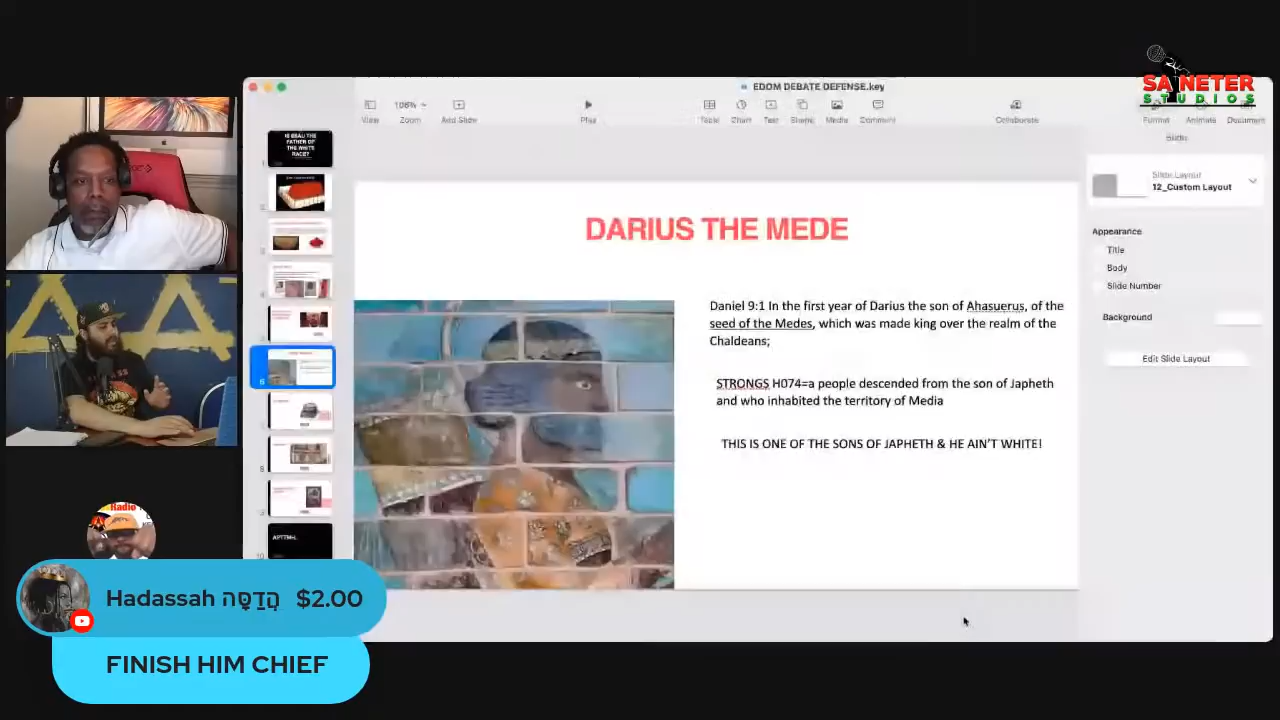 SA NETER
STUDIOS
EDOM DEBATE DEFENSE.key
106%
View
Zoom
Add Slide
Play
Table
Chart
Text
Shape
Media
Comment
Collaborate
Format
Animate
Document
IS ESAU THE
FATHER OF
THE WHITE
RACE?
DARIUS THE MEDE
Daniel 9:1 In the first year of Darius the son of Ahasuerus, of the
seed of the Medes, which was made king over the realm of the
Chaldeans;
STRONGS H074=a people descended from the son of Japheth
and who inhabited the territory of Media
THIS IS ONE OF THE SONS OF JAPHETH & HE AIN'T WHITE!
Slide Layout
12_Custom Layout
Appearance
Title
Body
Slide Number
Background
Edit Slide Layout
Radio
Hadassah הֲדַסָּה $2.00
FINISH HIM CHIEF